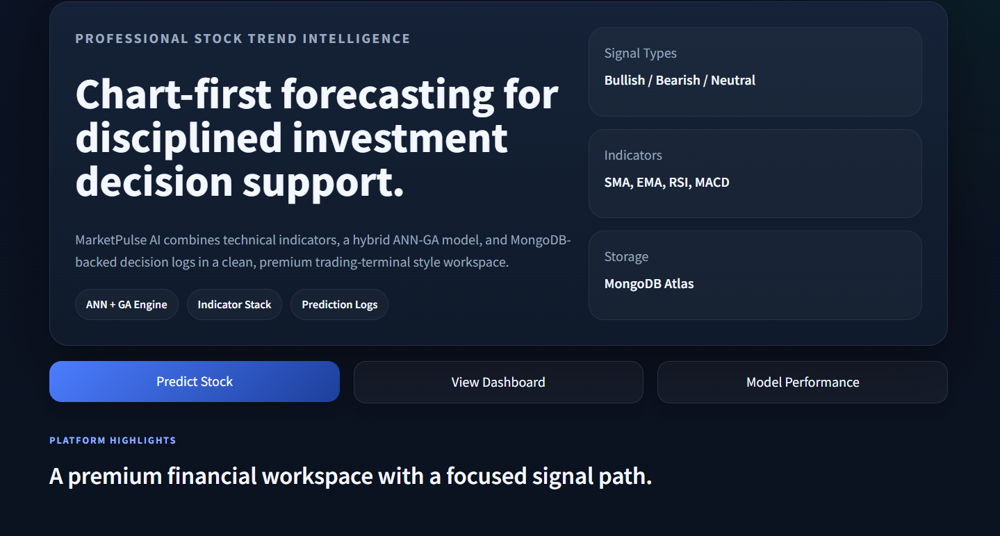 PROFESSIONAL STOCK TREND INTELLIGENCE
Chart-first forecasting for
disciplined investment
decision support.
MarketPulse AI combines technical indicators, a hybrid ANN-GA model, and MongoDB-
backed decision logs in a clean, premium trading-terminal style workspace.
ANN + GA Engine
Indicator Stack
Prediction Logs
Signal Types
Bullish / Bearish / Neutral
Indicators
SMA, EMA, RSI, MACD
Storage
MongoDB Atlas
Predict Stock
View Dashboard
Model Performance
PLATFORM HIGHLIGHTS
A premium financial workspace with a focused signal path.